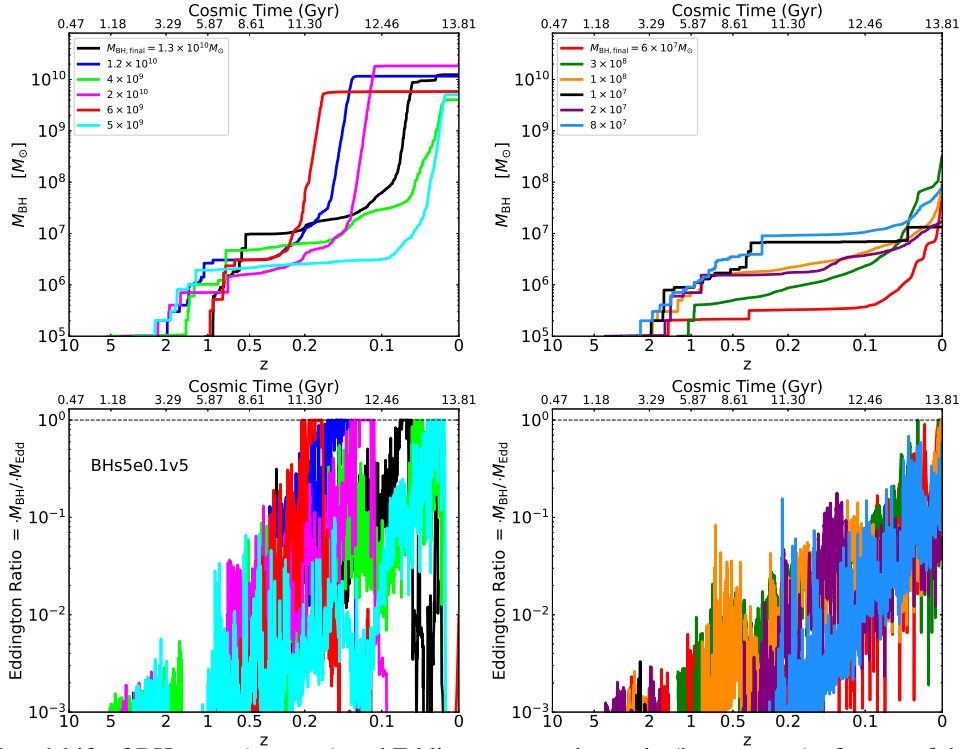 Cosmic Time (Gyr)
0.47 1.18 3.29 5.87 8.61 11.30 12.46 13.81
M_BH [M_⊙]
10^10
10^9
10^8
10^7
10^6
10^5
M_BH,final = 1.3 × 10^10 M_⊙
1.2 × 10^10
4 × 10^9
2 × 10^10
6 × 10^9
5 × 10^9
10 5 2 1 0.5 0.2 0.1 0
z
Cosmic Time (Gyr)
0.47 1.18 3.29 5.87 8.61 11.30 12.46 13.81
M_BH [M_⊙]
10^10
10^9
10^8
10^7
10^6
10^5
M_BH,final = 6 × 10^7 M_⊙
3 × 10^8
1 × 10^8
1 × 10^7
2 × 10^7
8 × 10^7
10 5 2 1 0.5 0.2 0.1 0
z
Cosmic Time (Gyr)
0.47 1.18 3.29 5.87 8.61 11.30 12.46 13.81
Eddington Ratio = ·M_BH/·M_Edd
10^0
10^−1
10^−2
10^−3
BHs5e0.1v5
10 5 2 1 0.5 0.2 0.1 0
z
Cosmic Time (Gyr)
0.47 1.18 3.29 5.87 8.61 11.30 12.46 13.81
Eddington Ratio = ·M_BH/·M_Edd
10^0
10^−1
10^−2
10^−3
10 5 2 1 0.5 0.2 0.1 0
z